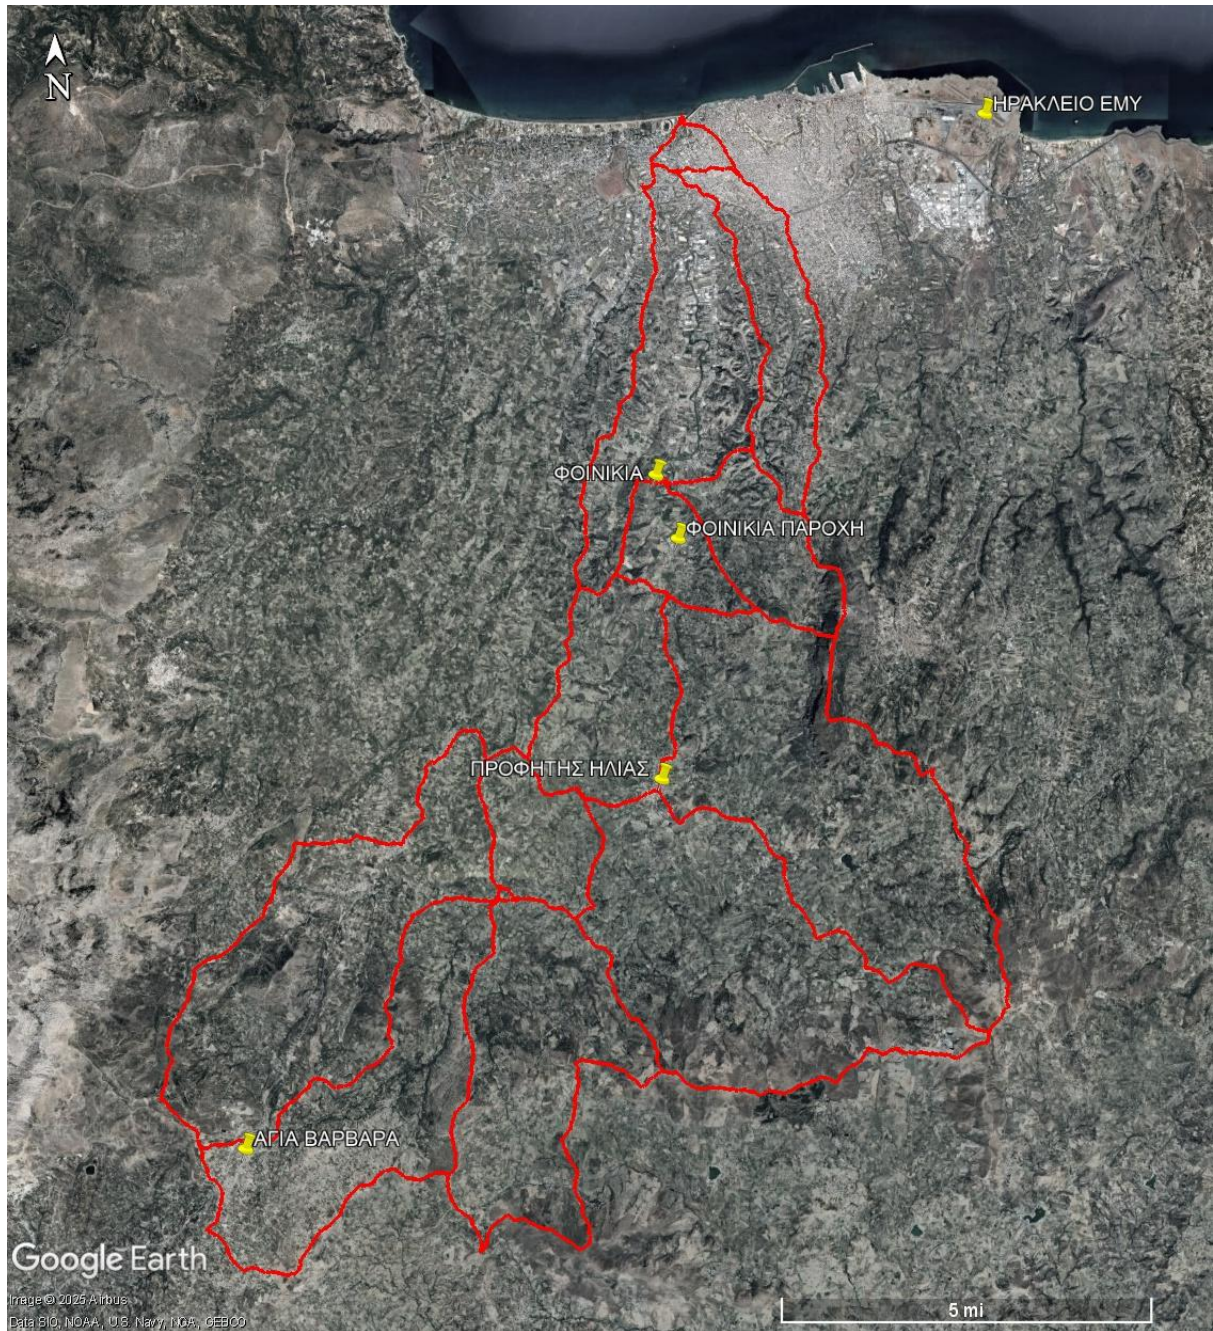 N
ΗΡΑΚΛΕΙΟ ΕΜΥ
ΦΟΙΝΙΚΙΑ
ΦΟΙΝΙΚΙΑ ΠΑΡΟΧΗ
ΠΡΟΦΗΤΗΣ ΗΛΙΑΣ
ΑΓΙΑ ΒΑΡΒΑΡΑ
Google Earth
Image © 2025 Airbus
Data SIO, NOAA, U.S. Navy, NGA, GEBCO
5 mi